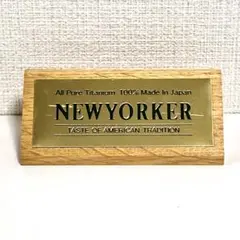 All Pure Titanium 100% Made In Japan
NEWYORKER
TASTE OF AMERICAN TRADITION